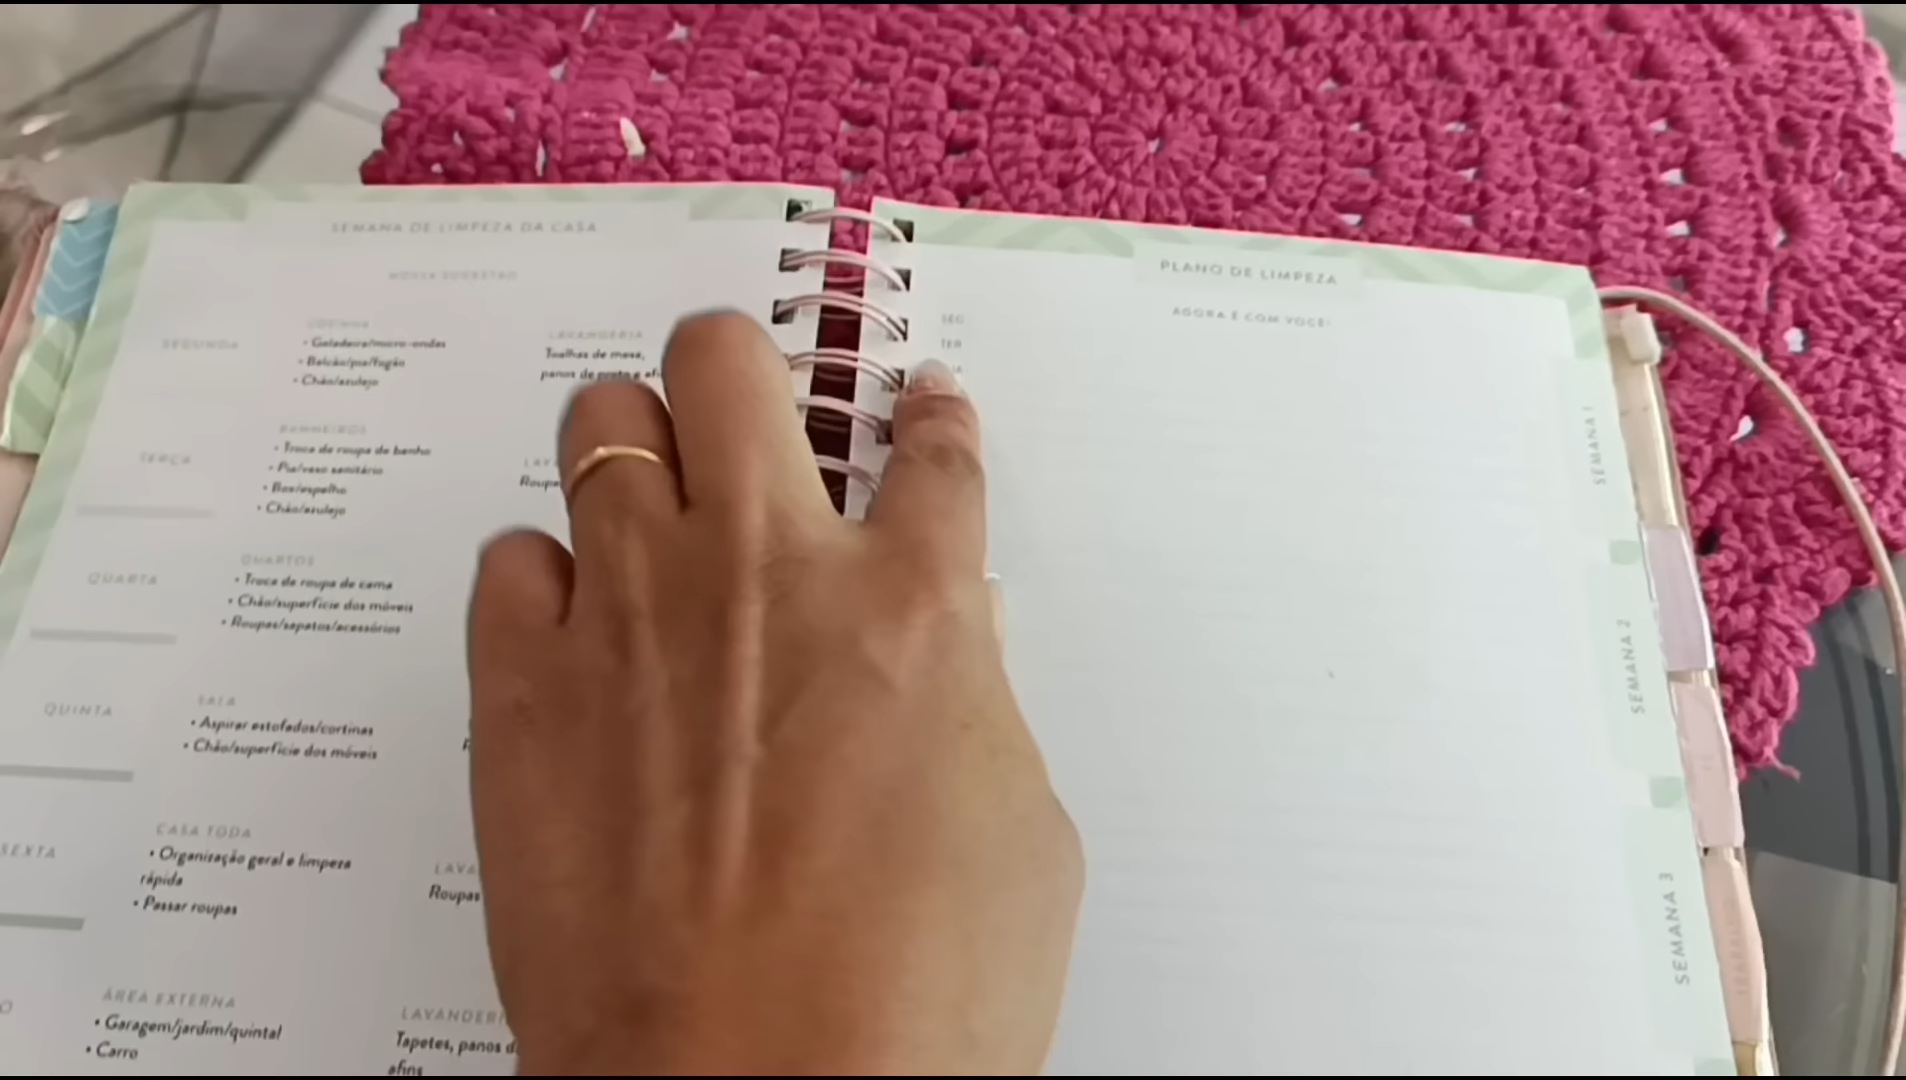 SEMANA DE LIMPEZA DA CASA
NOSSA SUGESTÃO
SEGUNDA
COZINHA
• Geladeira/micro-ondas
• Balcão/pia/fogão
• Chão/azulejo
LAVANDERIA
Toalhas de mesa,
panos de prato e
TERÇA
BANHEIROS
• Troca de roupa de banho
• Pia/vaso sanitário
• Box/espelho
• Chão/azulejo
QUARTA
QUARTOS
• Troca de roupa de cama
• Chão/superfície dos móveis
• Roupas/sapatos/acessórios
QUINTA
SALA
• Aspirar estofados/cortinas
• Chão/superfície dos móveis
SEXTA
CASA TODA
• Organização geral e limpeza
rápida
• Passar roupas
Roupas
ÁREA EXTERNA
• Garagem/jardim/quintal
• Carro
Tapetes, panos
afins
PLANO DE LIMPEZA
AGORA É COM VOCÊ!
SEG
TER
SEMANA 1
SEMANA 2
SEMANA 3